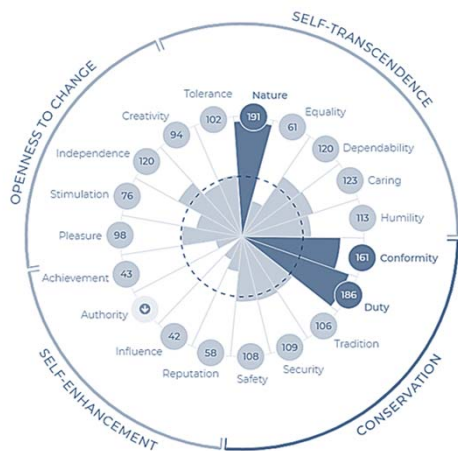 SELF-TRANSCENDENCE
OPENNESS TO CHANGE
SELF-ENHANCEMENT
CONSERVATION
Nature
191
Equality
61
Dependability
120
Caring
123
Humility
113
Conformity
161
Duty
186
Tradition
106
Security
109
Safety
108
Reputation
58
Influence
42
Authority
Achievement
43
Pleasure
98
Stimulation
76
Independence
120
Creativity
94
Tolerance
102